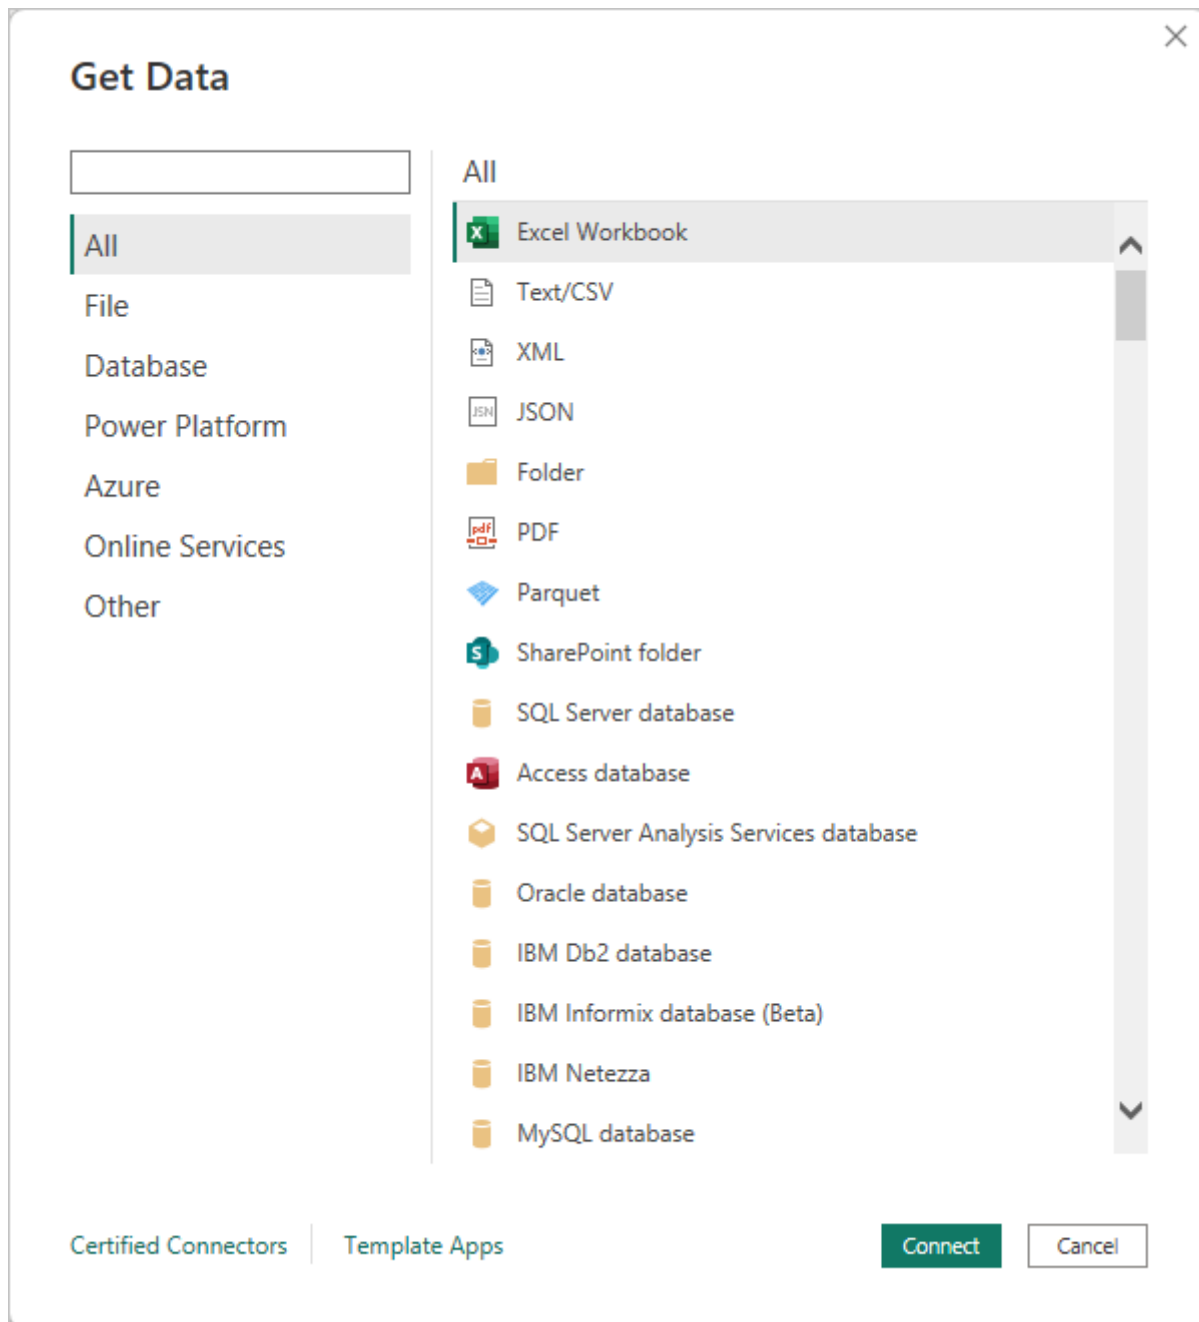 Get Data
All
File
Database
Power Platform
Azure
Online Services
Other
All
Excel Workbook
Text/CSV
XML
JSN JSON
Folder
pdf PDF
Parquet
S SharePoint folder
SQL Server database
A Access database
SQL Server Analysis Services database
Oracle database
IBM Db2 database
IBM Informix database (Beta)
IBM Netezza
MySQL database
Certified Connectors
Template Apps
Connect
Cancel